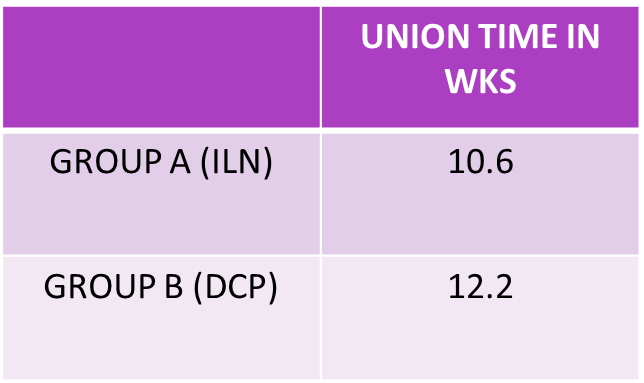 UNION TIME IN
WKS
GROUP A (ILN)
10.6
GROUP B (DCP)
12.2